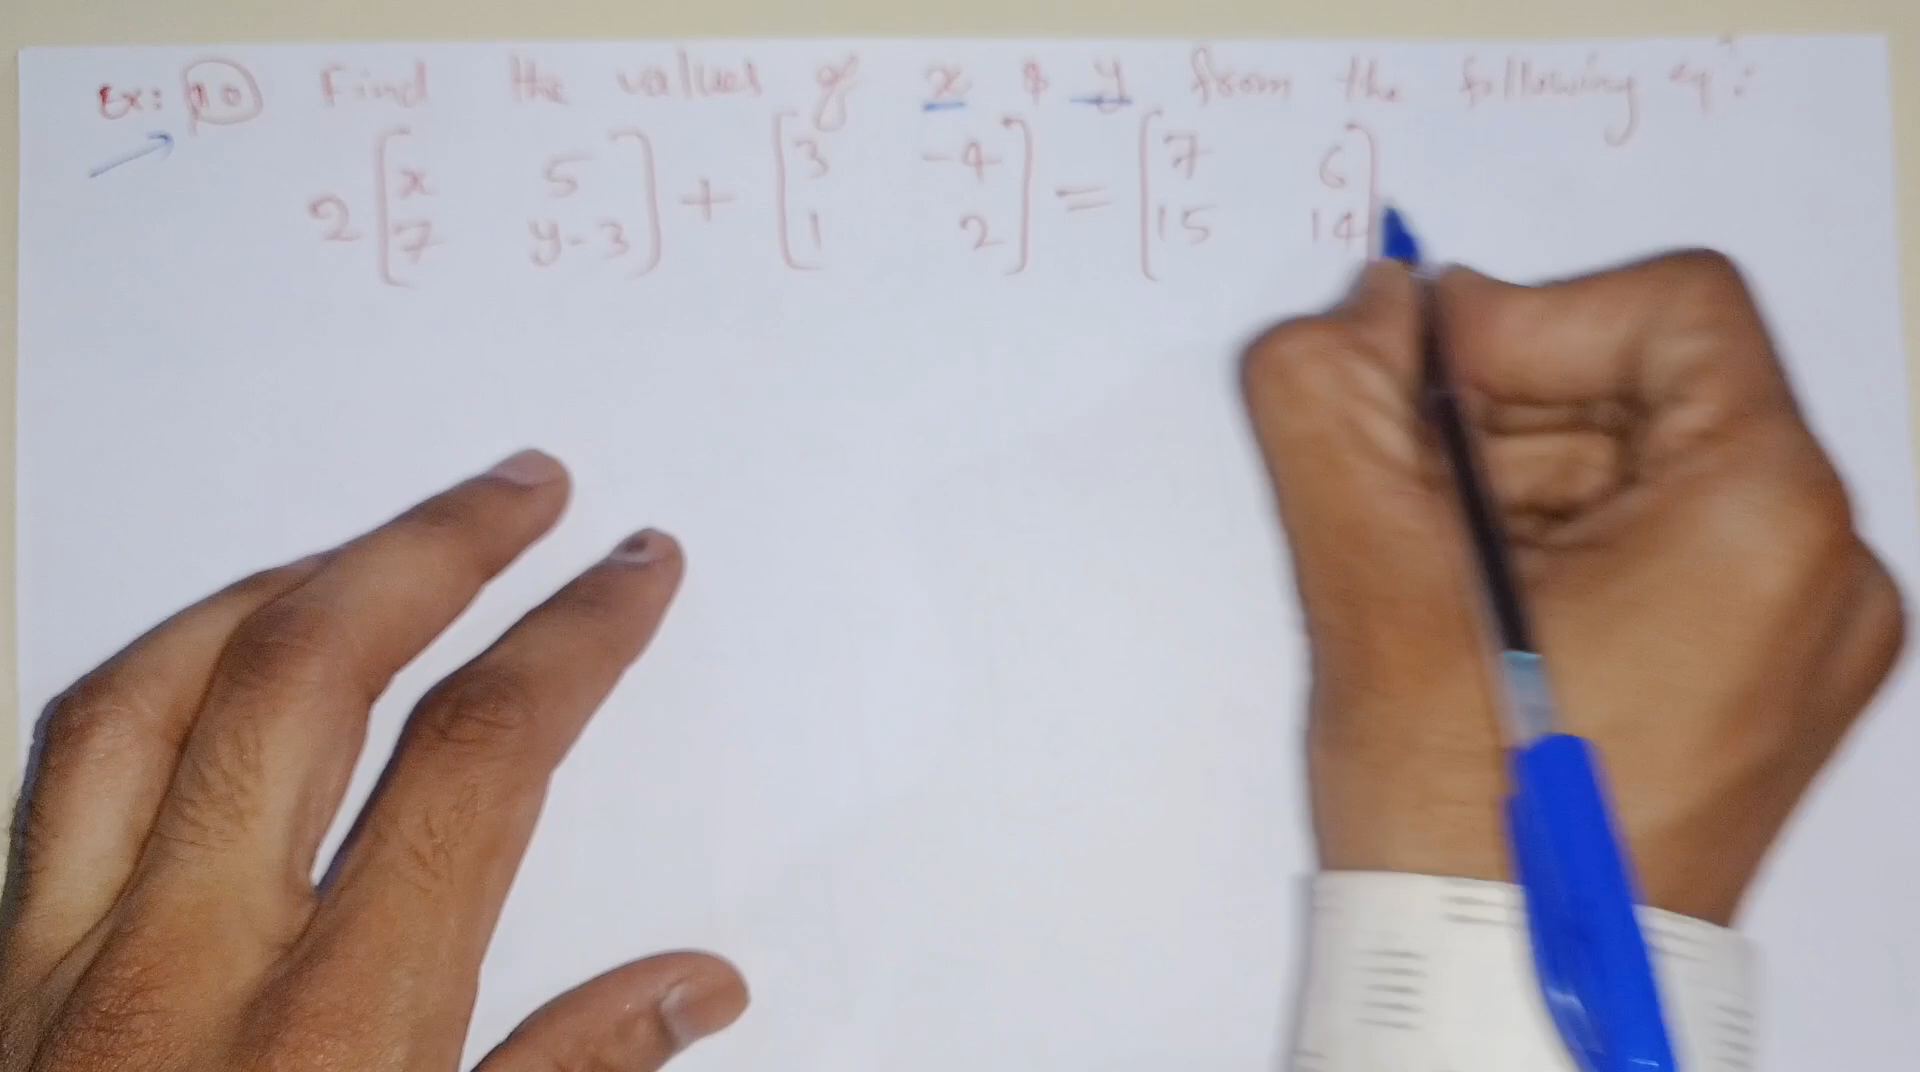 Ex: 10 Find the values of x & y from the following eqn:
2 [x 5] + [3 -4] = [7 6]
[7 y-3] [1 2] [15 14]